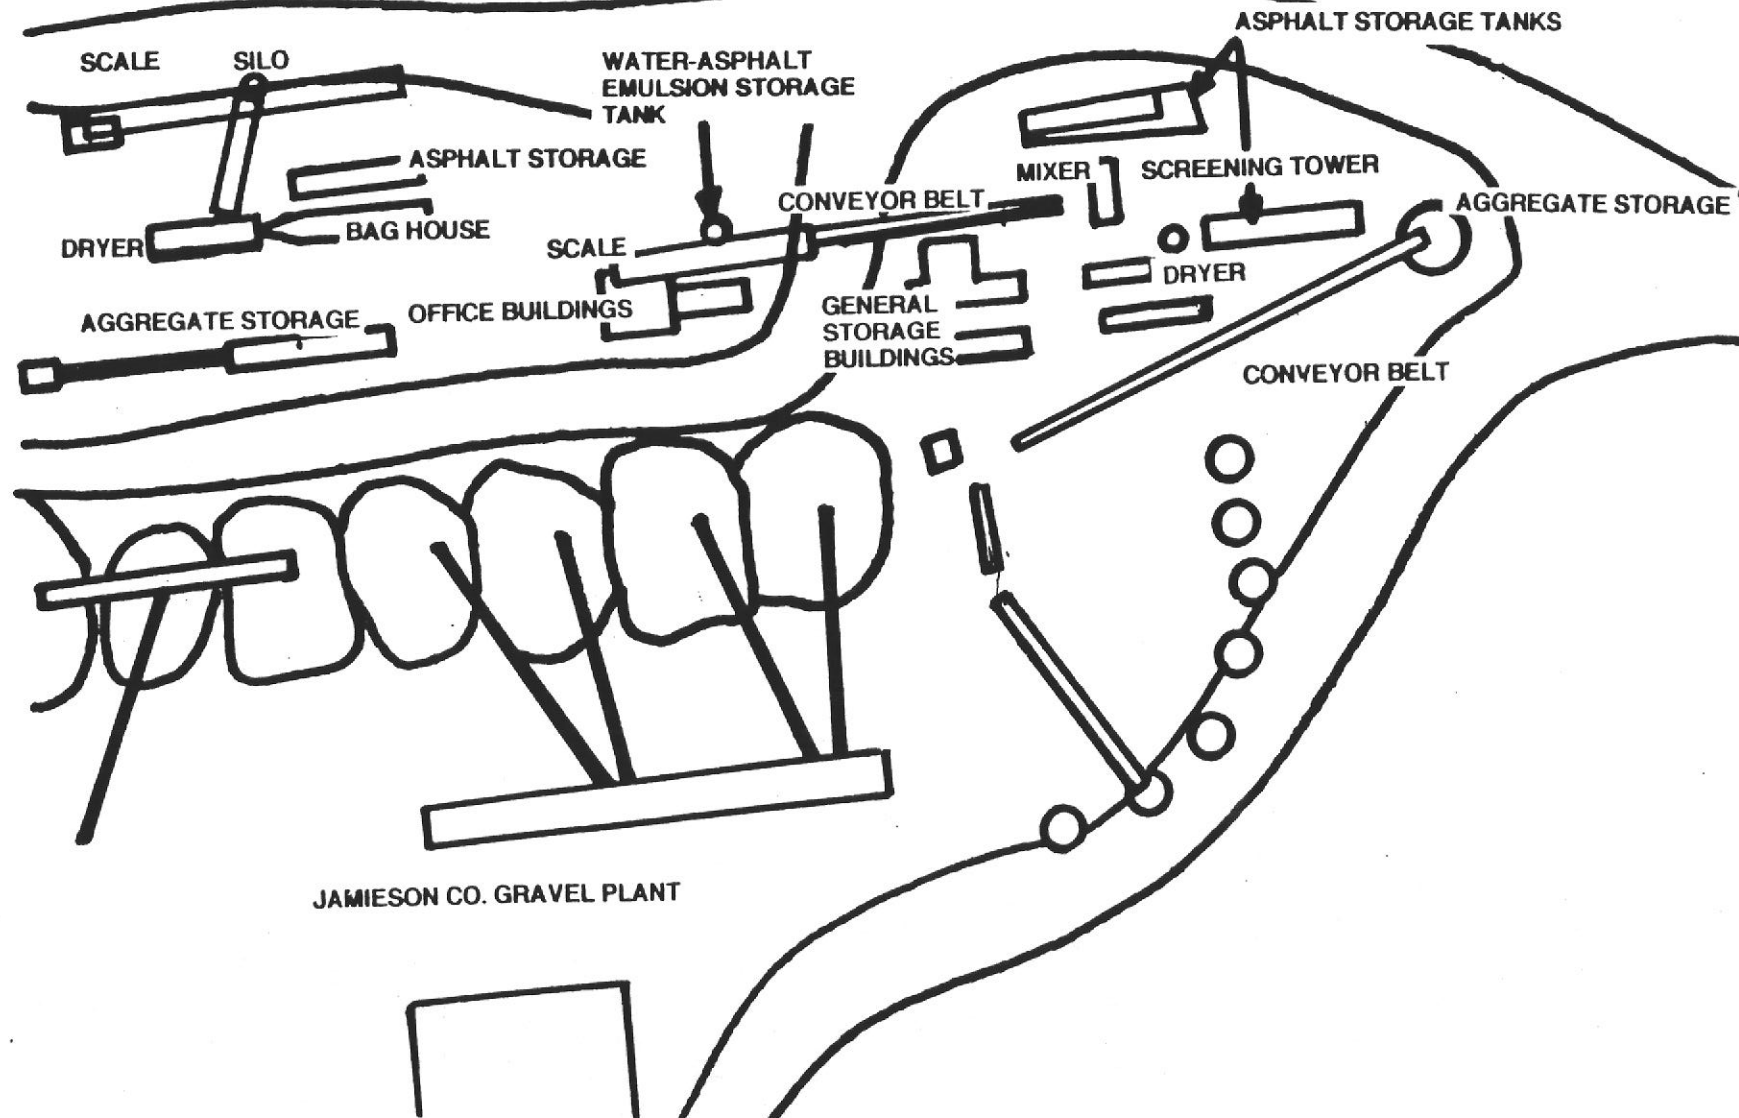 ASPHALT STORAGE TANKS
SCALE
SILO
WATER-ASPHALT
EMULSION STORAGE
TANK
ASPHALT STORAGE
MIXER
SCREENING TOWER
CONVEYOR BELT
AGGREGATE STORAGE
DRYER
BAG HOUSE
SCALE
DRYER
OFFICE BUILDINGS
GENERAL
STORAGE
BUILDINGS
AGGREGATE STORAGE
CONVEYOR BELT
JAMIESON CO. GRAVEL PLANT